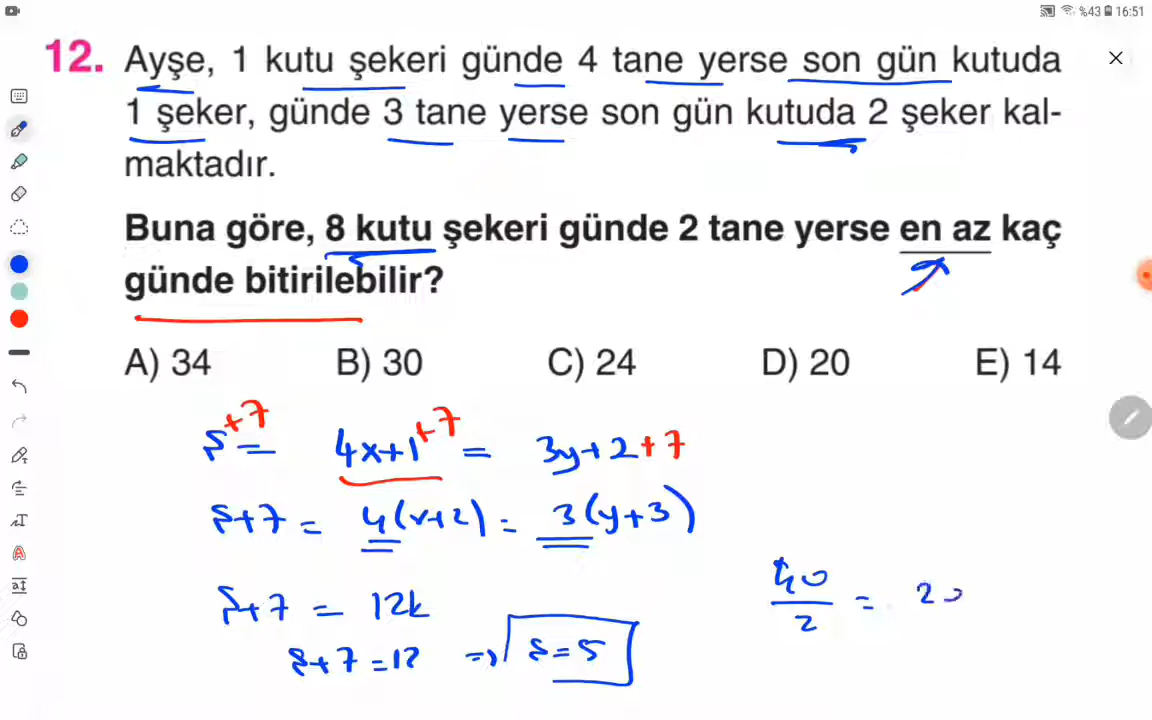 %43 16:51
12. Ayşe, 1 kutu şekeri günde 4 tane yerse son gün kutuda
1 şeker, günde 3 tane yerse son gün kutuda 2 şeker kal-
maktadır.
Buna göre, 8 kutu şekeri günde 2 tane yerse en az kaç
günde bitirilebilir?
A) 34 B) 30 C) 24 D) 20 E) 14
Ş+7 = 4x+1+7 = 3y+2+7
Ş+7 = 4(x+2) = 3(y+3)
Ş+7 = 12k
40/2 = 20
Ş+7=12 => Ş=5